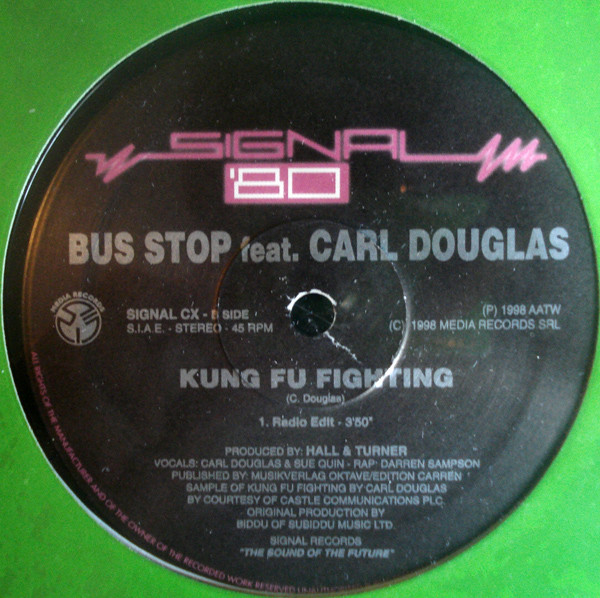 SIGNAL
'80
BUS STOP feat. CARL DOUGLAS
MEDIA RECORDS
SIGNAL CX - B SIDE
S.I.A.E. - STEREO - 45 RPM
(P) 1998 AATW
(C) 1998 MEDIA RECORDS SRL
KUNG FU FIGHTING
(C. Douglas)
1. Radio Edit - 3'50"
PRODUCED BY: HALL & TURNER
VOCALS: CARL DOUGLAS & SUE QUIN - RAP: DARREN SAMPSON
PUBLISHED BY: MUSIKVERLAG OKTAVE/EDITION CARREN
SAMPLE OF KUNG FU FIGHTING BY CARL DOUGLAS
BY COURTESY OF CASTLE COMMUNICATIONS PLC.
ORIGINAL PRODUCTION BY
BIDDU OF SUBIDDU MUSIC LTD.
SIGNAL RECORDS
"THE SOUND OF THE FUTURE"
ALL RIGHTS OF THE MANUFACTURER AND OF THE OWNER OF THE RECORDED WORK RESERVED